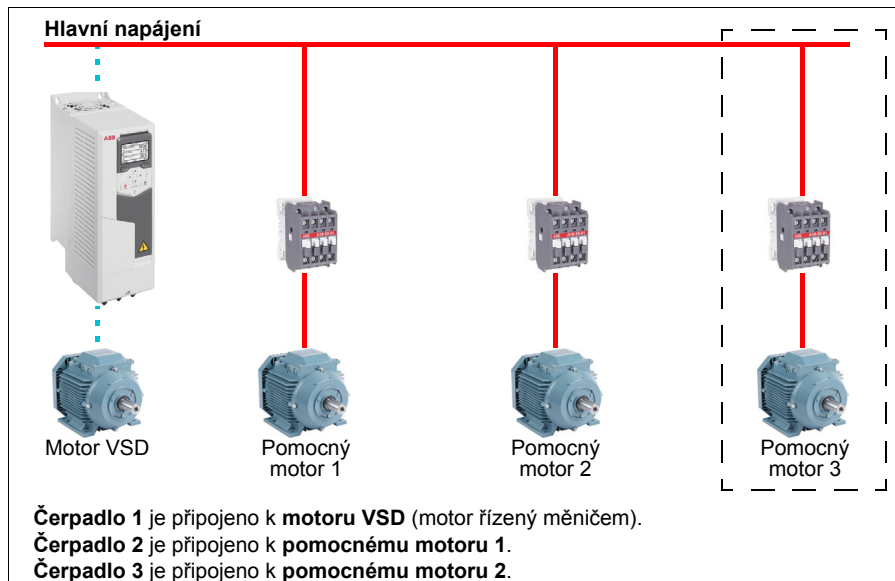 Hlavní napájení
ABB
Motor VSD
Pomocný
motor 1
Pomocný
motor 2
Pomocný
motor 3
Čerpadlo 1 je připojeno k motoru VSD (motor řízený měničem).
Čerpadlo 2 je připojeno k pomocnému motoru 1.
Čerpadlo 3 je připojeno k pomocnému motoru 2.